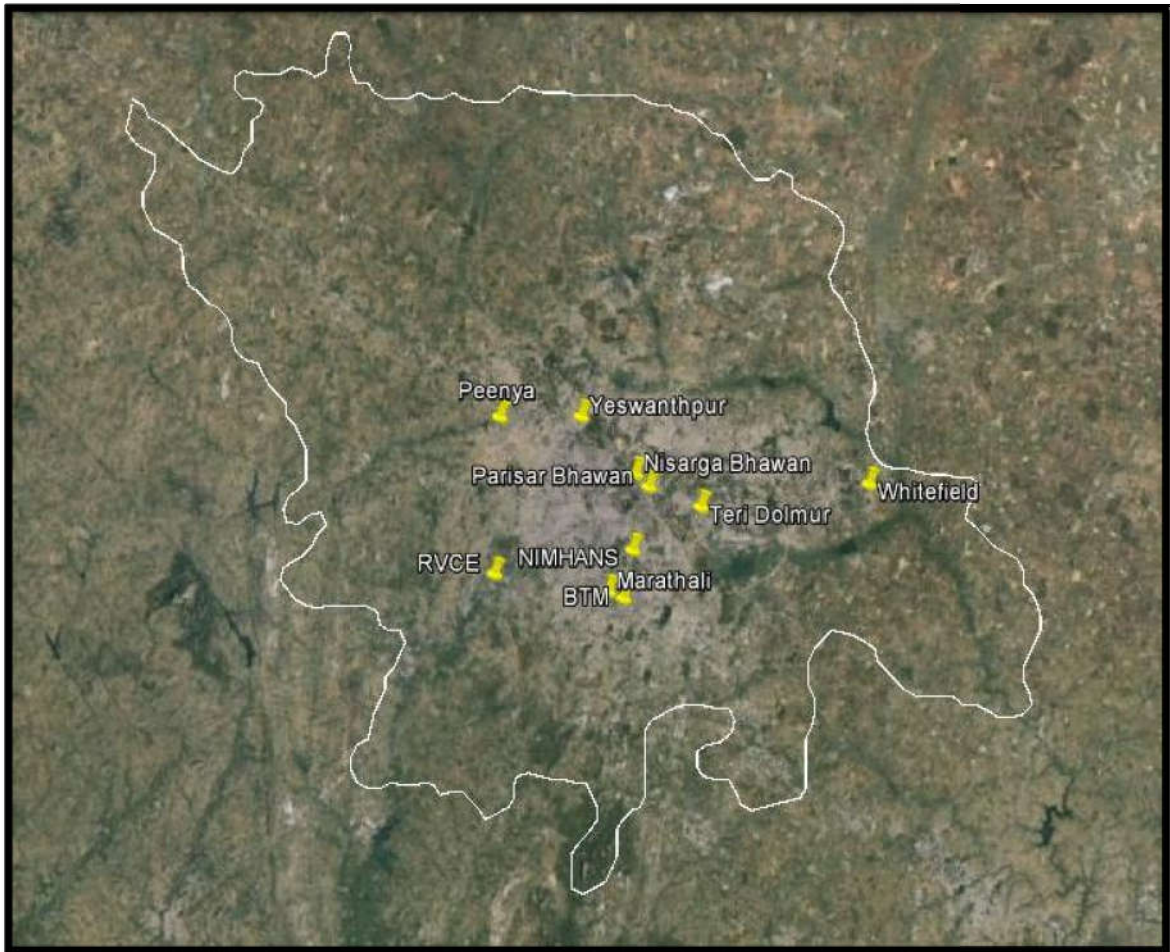 Peenya
Yeswanthpur
Nisarga Bhawan
Parisar Bhawan
Whitefield
Teri Dolmur
NIMHANS
RVCE
Marathali
BTM